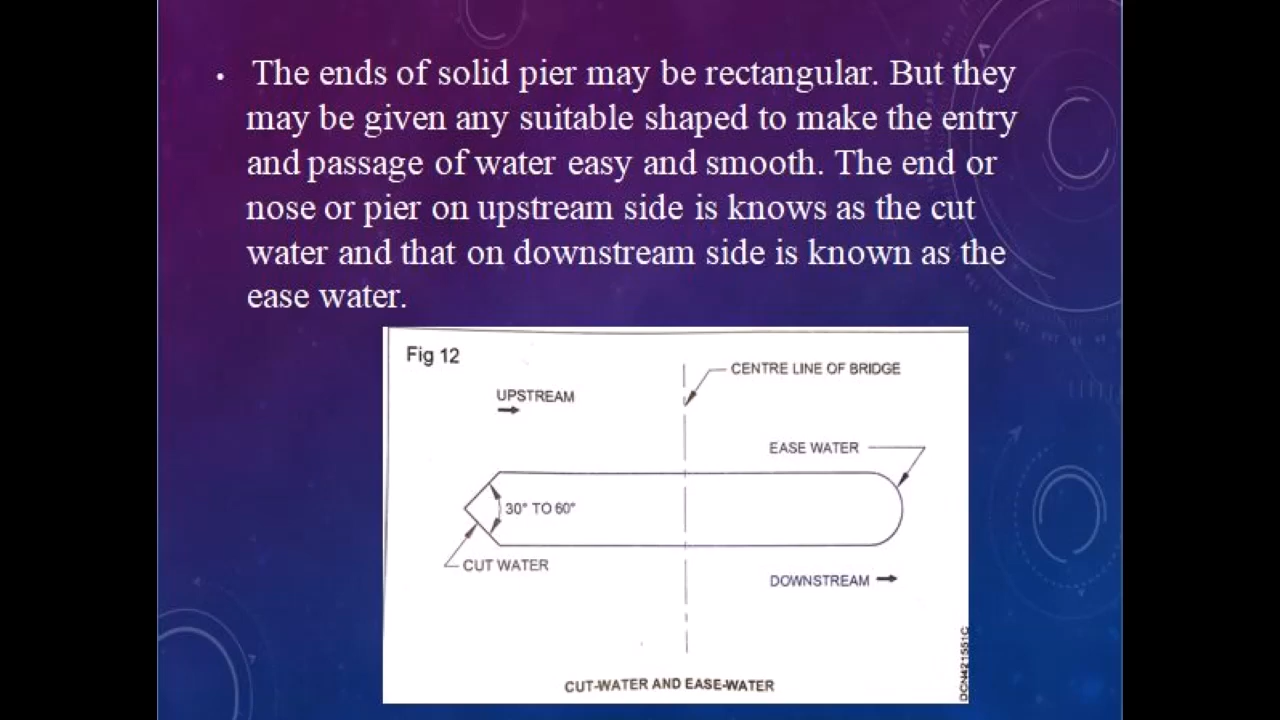 • The ends of solid pier may be rectangular. But they
may be given any suitable shaped to make the entry
and passage of water easy and smooth. The end or
nose or pier on upstream side is knows as the cut
water and that on downstream side is known as the
ease water.
Fig 12
CENTRE LINE OF BRIDGE
UPSTREAM
EASE WATER
30° TO 60°
CUT WATER
DOWNSTREAM
CUT-WATER AND EASE-WATER
DCN421551C